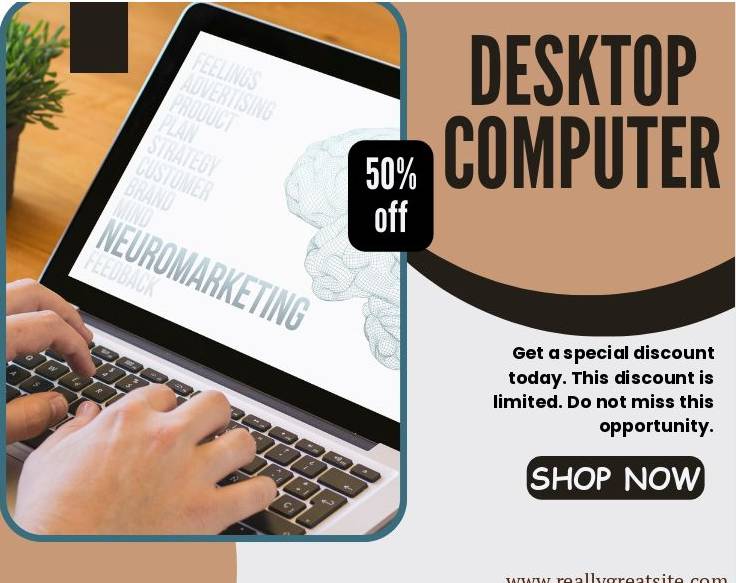 FEELINGS
ADVERTISING
PRODUCT
PLAN
STRATEGY
CUSTOMER
BRAND
MIND
NEUROMARKETING
FEEDBACK
50%
off
DESKTOP
COMPUTER
Get a special discount
today. This discount is
limited. Do not miss this
opportunity.
SHOP NOW
www.reallygreatsite.com